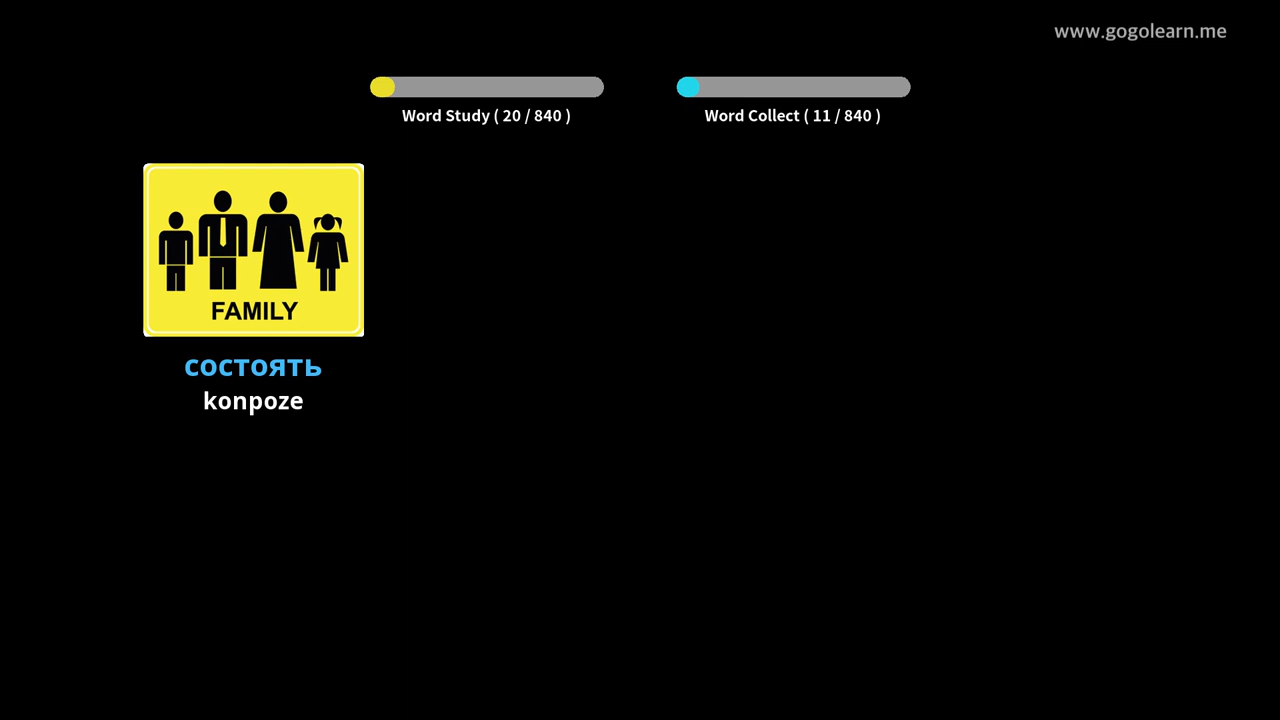 www.gogolearn.me
Word Study ( 20 / 840 )
Word Collect ( 11 / 840 )
FAMILY
состоять
konpoze